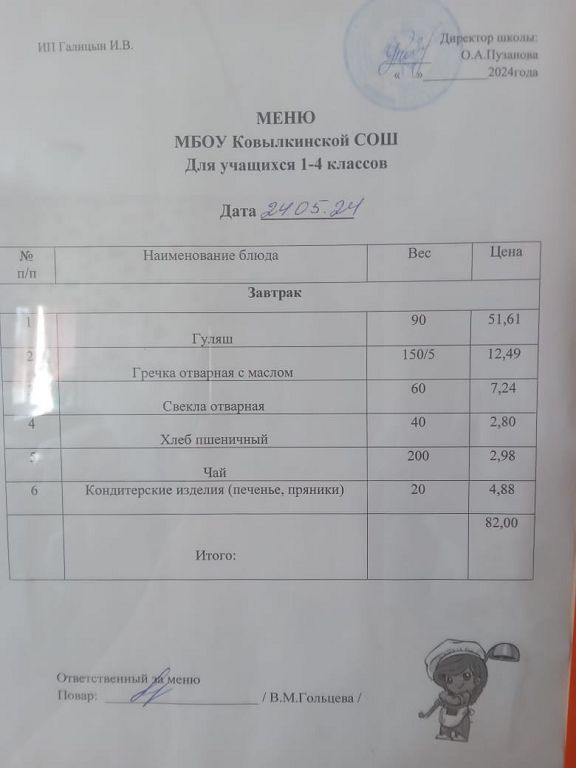 ИП Галицын И.В.
Директор школы:
О.А.Пузанова
« » 2024года
МЕНЮ
МБОУ Ковылкинской СОШ
Для учащихся 1-4 классов
Дата 24.05.24
№ п/п Наименование блюда Вес Цена
Завтрак
1 Гуляш 90 51,61
2 Гречка отварная с маслом 150/5 12,49
3 Свекла отварная 60 7,24
4 Хлеб пшеничный 40 2,80
5 Чай 200 2,98
6 Кондитерские изделия (печенье, пряники) 20 4,88
Итого: 82,00
Ответственный за меню
Повар: / В.М.Гольцева /